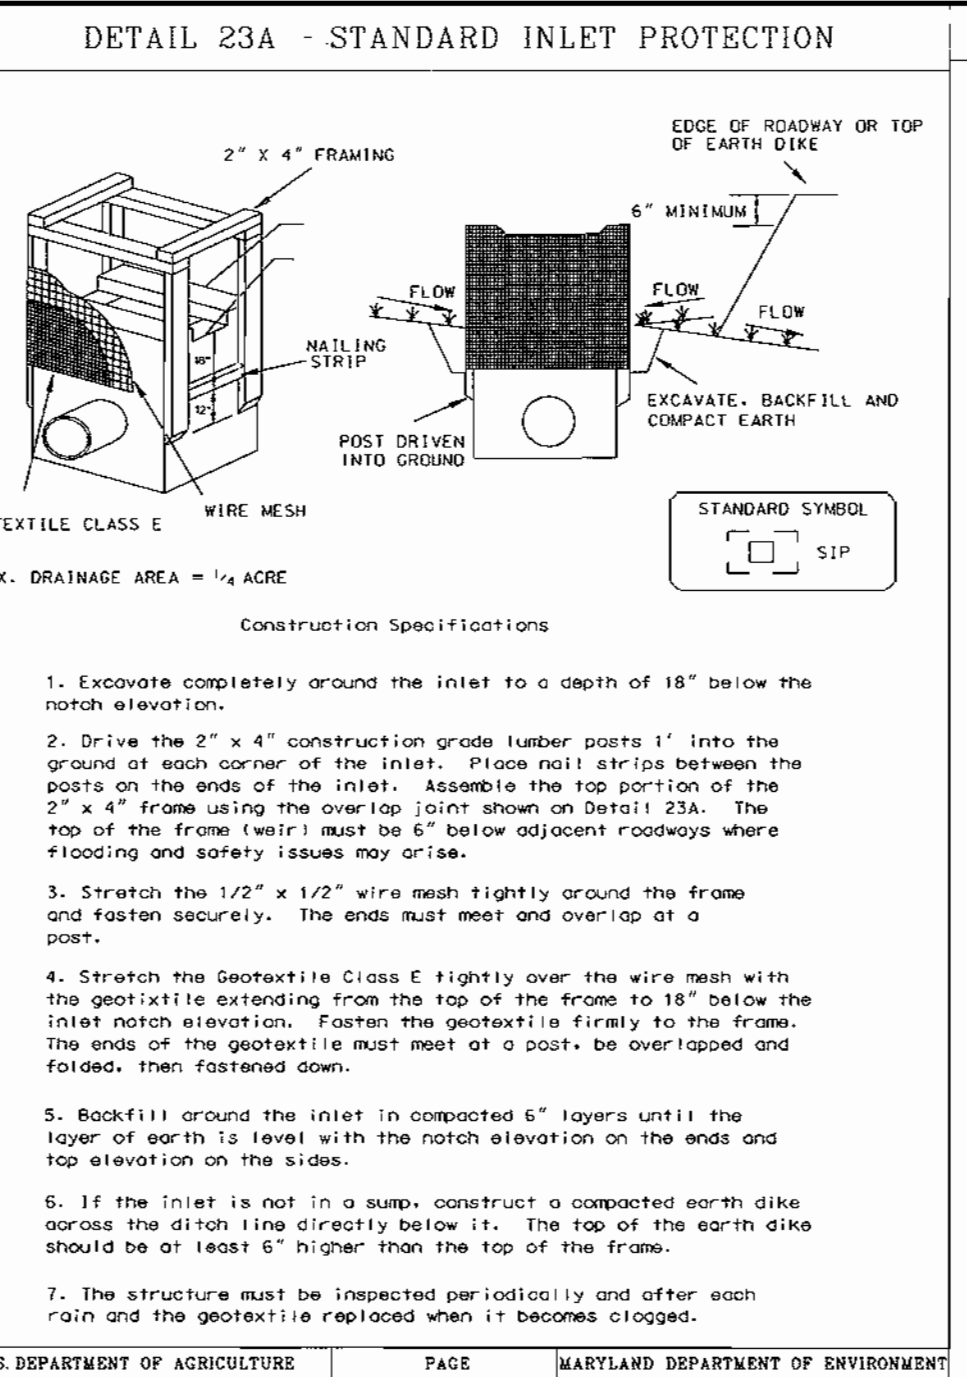 DETAIL 23A - STANDARD INLET PROTECTION
EDGE OF ROADWAY OR TOP
OF EARTH DIKE
2" X 4" FRAMING
6" MINIMUM
FLOW
FLOW
FLOW
NAILING
STRIP
18"
12"
EXCAVATE, BACKFILL AND
COMPACT EARTH
POST DRIVEN
INTO GROUND
WIRE MESH
TEXTILE CLASS E
STANDARD SYMBOL
SIP
X. DRAINAGE AREA = 1/4 ACRE
Construction Specifications
1. Excavate completely around the inlet to a depth of 18" below the
notch elevation.
2. Drive the 2" x 4" construction grade lumber posts 1' into the
ground at each corner of the inlet. Place nail strips between the
posts on the ends of the inlet. Assemble the top portion of the
2" x 4" frame using the overlap joint shown on Detail 23A. The
top of the frame (weir) must be 6" below adjacent roadways where
flooding and safety issues may arise.
3. Stretch the 1/2" x 1/2" wire mesh tightly around the frame
and fasten securely. The ends must meet and overlap at a
post.
4. Stretch the Geotextile Class E tightly over the wire mesh with
the geotixtile extending from the top of the frame to 18" below the
inlet notch elevation. Fasten the geotextile firmly to the frame.
The ends of the geotextile must meet at a post, be overlapped and
folded, then fastened down.
5. Backfill around the inlet in compacted 6" layers until the
layer of earth is level with the notch elevation on the ends and
top elevation on the sides.
6. If the inlet is not in a sump, construct a compacted earth dike
across the ditch line directly below it. The top of the earth dike
should be at least 6" higher than the top of the frame.
7. The structure must be inspected periodically and after each
rain and the geotextile replaced when it becomes clogged.
S. DEPARTMENT OF AGRICULTURE
PAGE
MARYLAND DEPARTMENT OF ENVIRONMENT